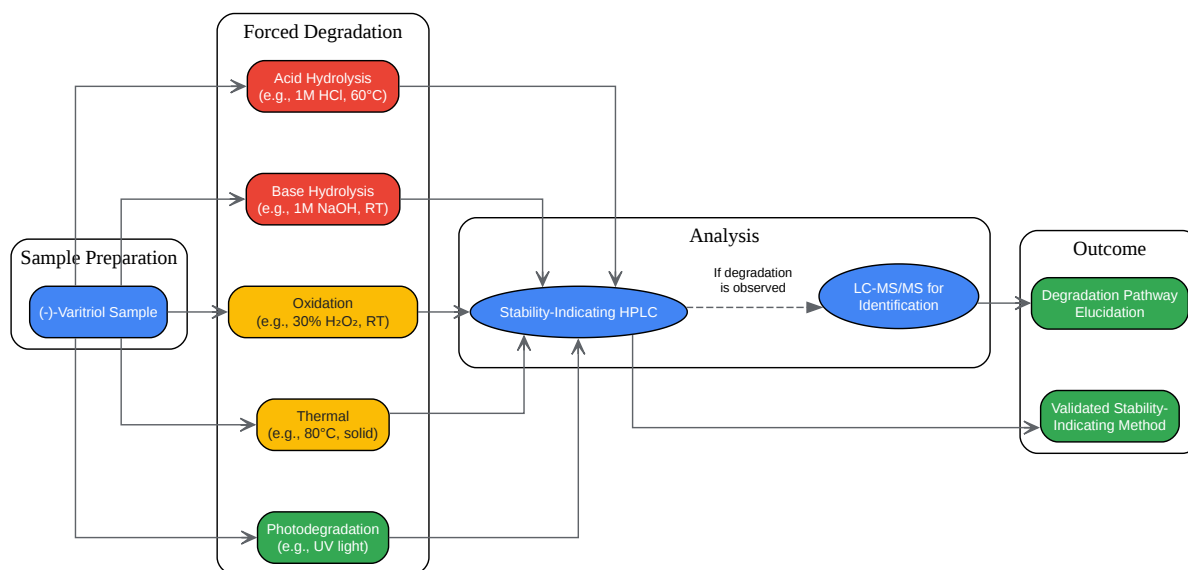 Forced Degradation
Acid Hydrolysis
(e.g., 1M HCl, 60°C)
Base Hydrolysis
(e.g., 1M NaOH, RT)
Sample Preparation
(-)-Varitriol Sample
Oxidation
(e.g., 30% H₂O₂, RT)
Thermal
(e.g., 80°C, solid)
Photodegradation
(e.g., UV light)
Analysis
Stability-Indicating HPLC
If degradation
is observed
LC-MS/MS for
Identification
Outcome
Degradation Pathway
Elucidation
Validated Stability-
Indicating Method